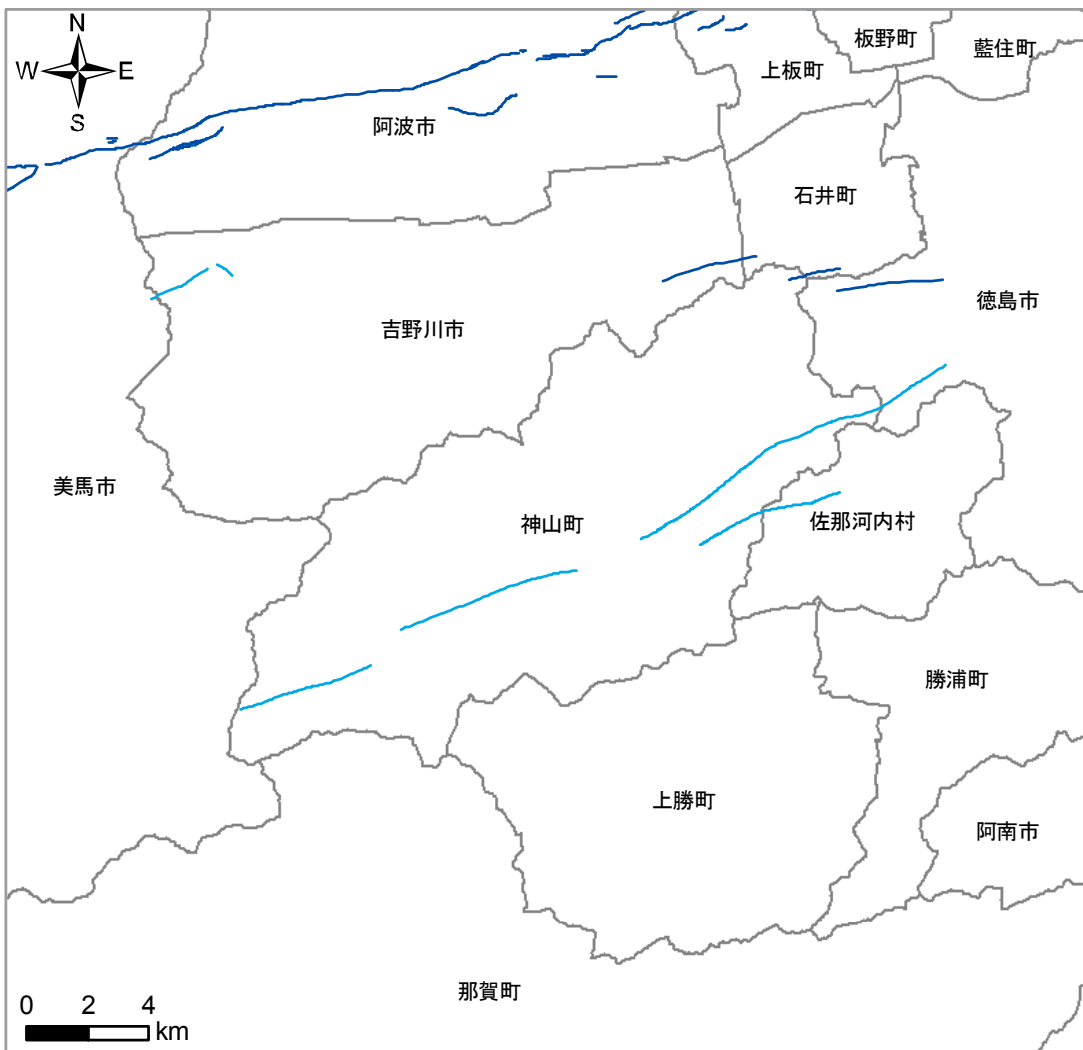 N
W
E
S
板野町
藍住町
上板町
阿波市
石井町
徳島市
吉野川市
美馬市
神山町
佐那河内村
勝浦町
上勝町
阿南市
那賀町
0 2 4
km